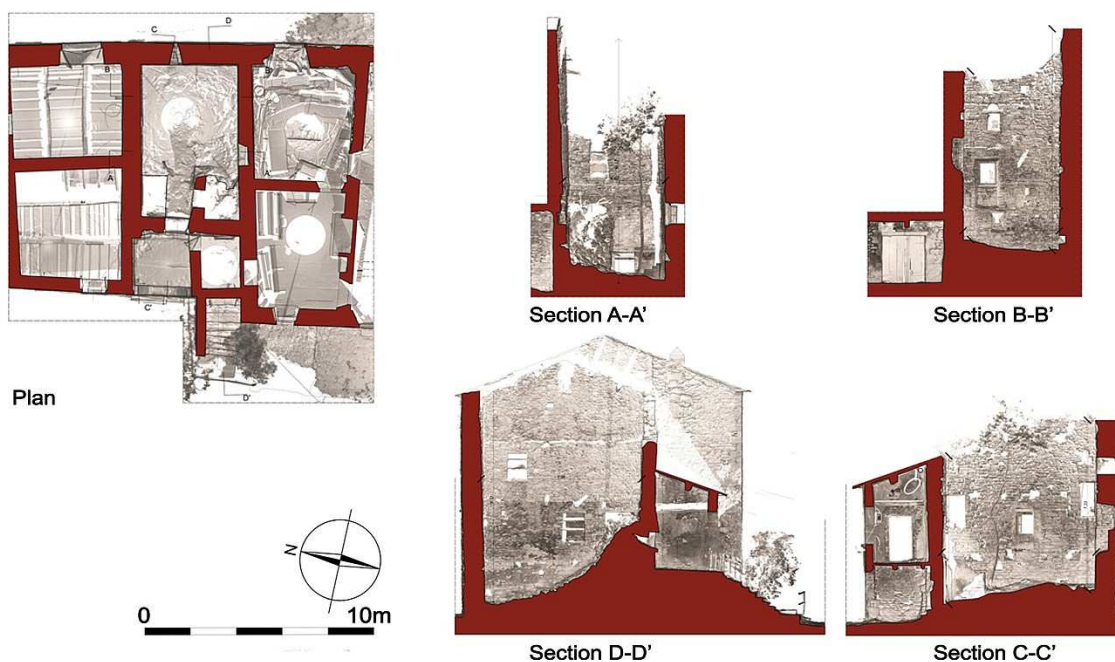 C
D
B
B
A
A
C'
D'
Plan
N
0
10m
Section A-A'
Section B-B'
Section D-D'
Section C-C'